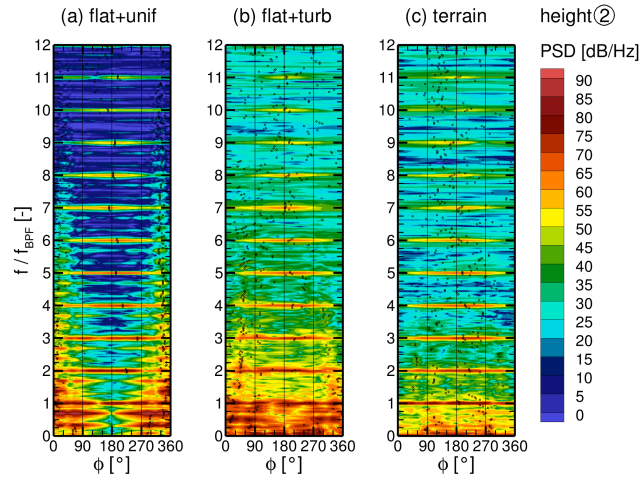 (a) flat+unif (b) flat+turb (c) terrain height②
PSD [dB/Hz]
f / f_BPF [-]
12 12 12
11 11 11
10 10 10
9 9 9
8 8 8
7 7 7
6 6 6
5 5 5
4 4 4
3 3 3
2 2 2
1 1 1
0 0 0
90
85
80
75
70
65
60
55
50
45
40
35
30
25
20
15
10
5
0
0 90 180 270 360 0 90 180 270 360 0 90 180 270 360
ϕ [°] ϕ [°] ϕ [°]